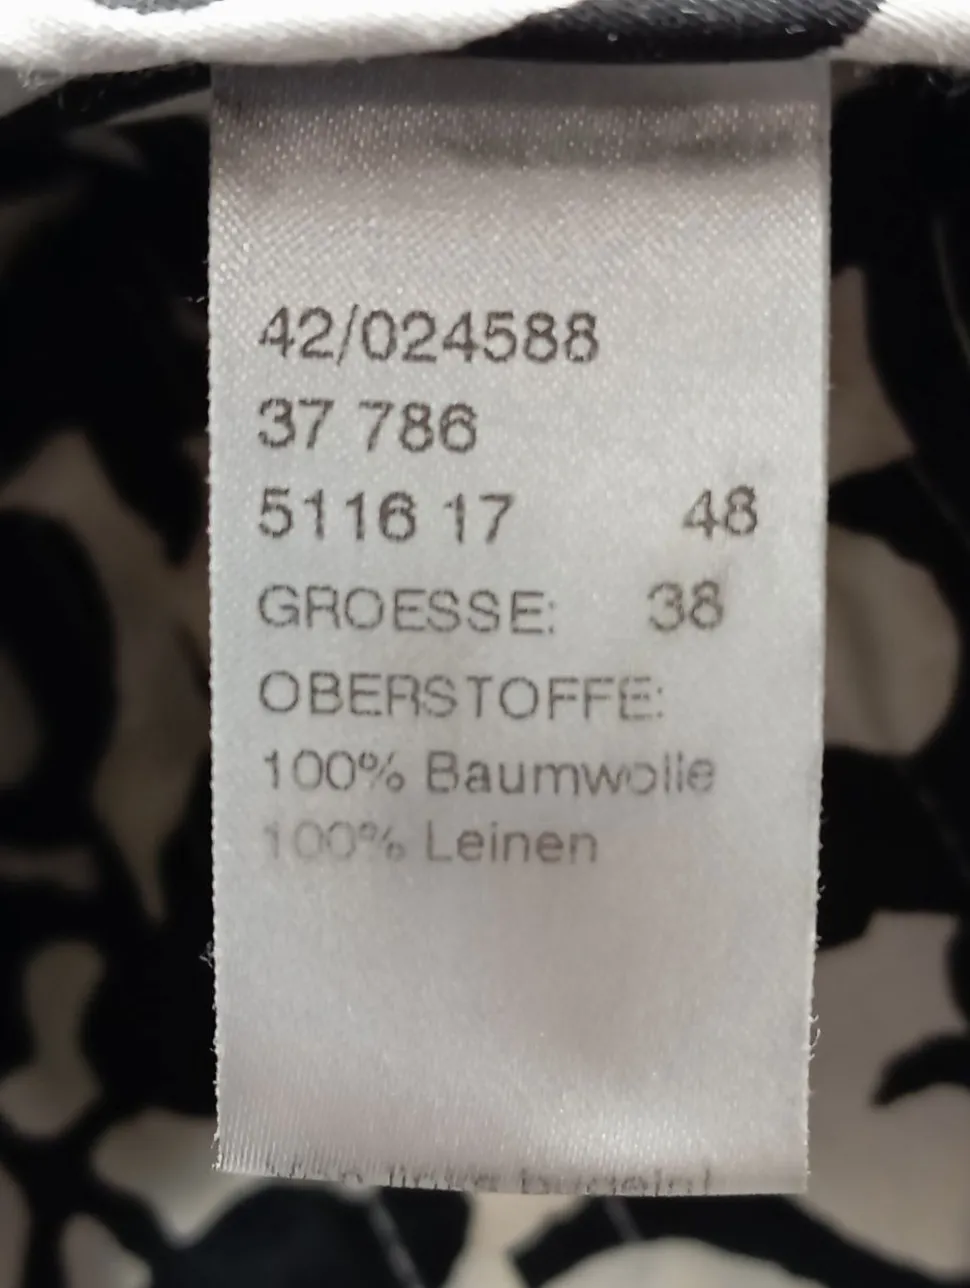 42/024588
37 786
5116 17 48
GROESSE: 38
OBERSTOFFE:
100% Baumwolle
100% Leinen